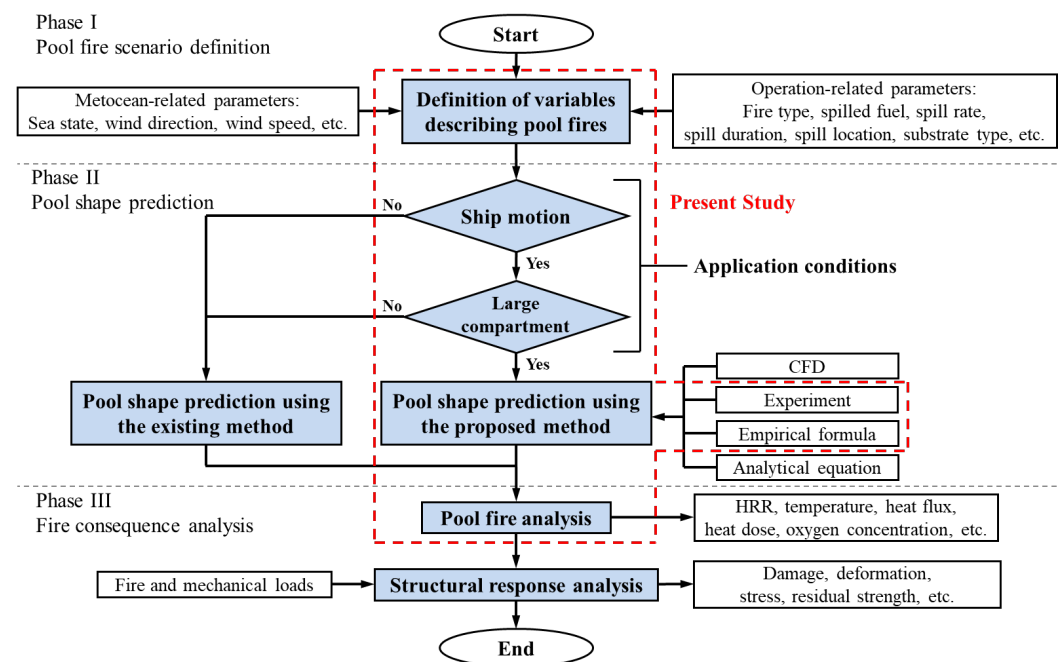 Phase I
Pool fire scenario definition
Start
Metocean-related parameters:
Sea state, wind direction, wind speed, etc.
Definition of variables
describing pool fires
Operation-related parameters:
Fire type, spilled fuel, spill rate,
spill duration, spill location, substrate type, etc.
Phase II
Pool shape prediction
No
Ship motion
Present Study
Yes
Application conditions
No
Large
compartment
Yes
Pool shape prediction using
the existing method
Pool shape prediction using
the proposed method
CFD
Experiment
Empirical formula
Analytical equation
Phase III
Fire consequence analysis
Pool fire analysis
HRR, temperature, heat flux,
heat dose, oxygen concentration, etc.
Fire and mechanical loads
Structural response analysis
Damage, deformation,
stress, residual strength, etc.
End